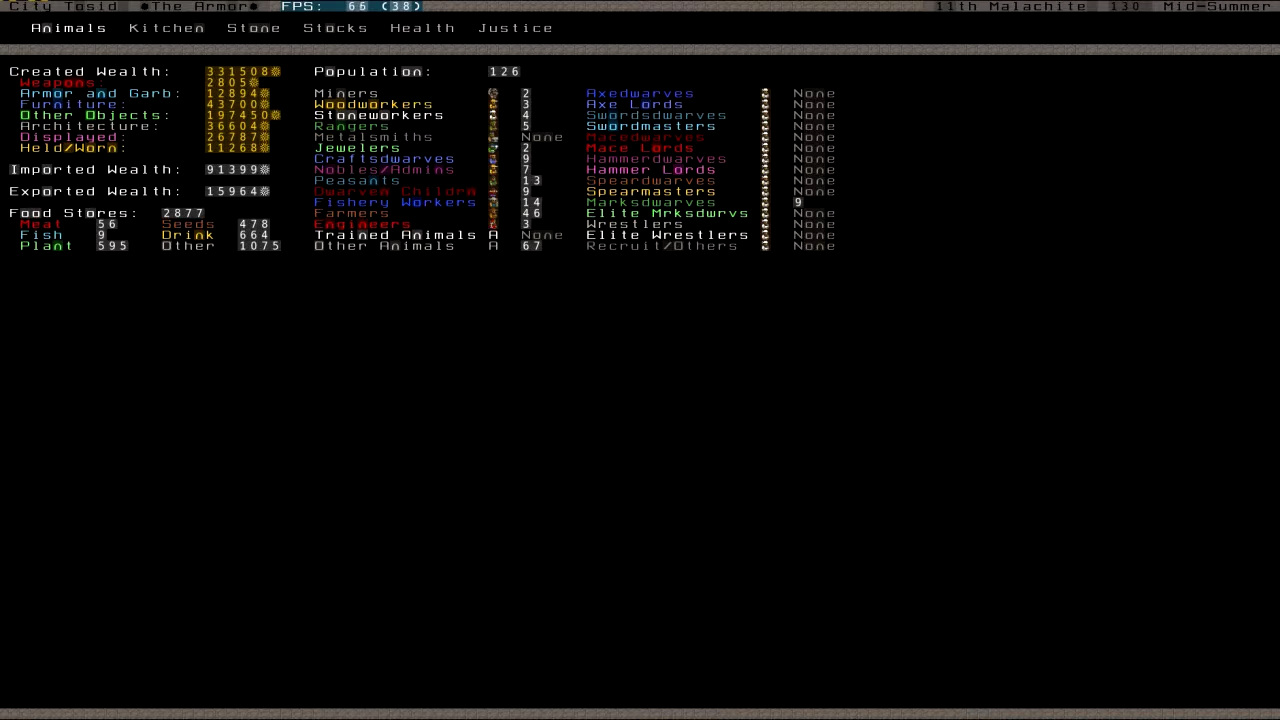 City Tosid •The Armor• FPS: 66 (38) 11th Malachite 130 Mid-Summer
Animals Kitchen Stone Stocks Health Justice
Created Wealth: 331508☼ Population: 126
Weapons: 2805☼
Armor and Garb: 12894☼ Miners 2 Axedwarves None
Furniture: 43700☼ Woodworkers 3 Axe Lords None
Other Objects: 197450☼ Stoneworkers 4 Swordsdwarves None
Architecture: 36604☼ Rangers 5 Swordmasters None
Displayed: 26787☼ Metalsmiths None Macedwarves None
Held/Worn: 11268☼ Jewelers 2 Mace Lords None
Craftsdwarves 9 Hammerdwarves None
Imported Wealth: 91399☼ Nobles/Admins 7 Hammer Lords None
Peasants 13 Speardwarves None
Exported Wealth: 15964☼ Dwarven Childrn 9 Spearmasters None
Fishery Workers 14 Marksdwarves 9
Food Stores: 2877 Farmers 46 Elite Mrksdwrvs None
Meat 56 Seeds 478 Engineers 3 Wrestlers None
Fish 9 Drink 664 Trained Animals A None Elite Wrestlers None
Plant 595 Other 1075 Other Animals A 67 Recruit/Others None